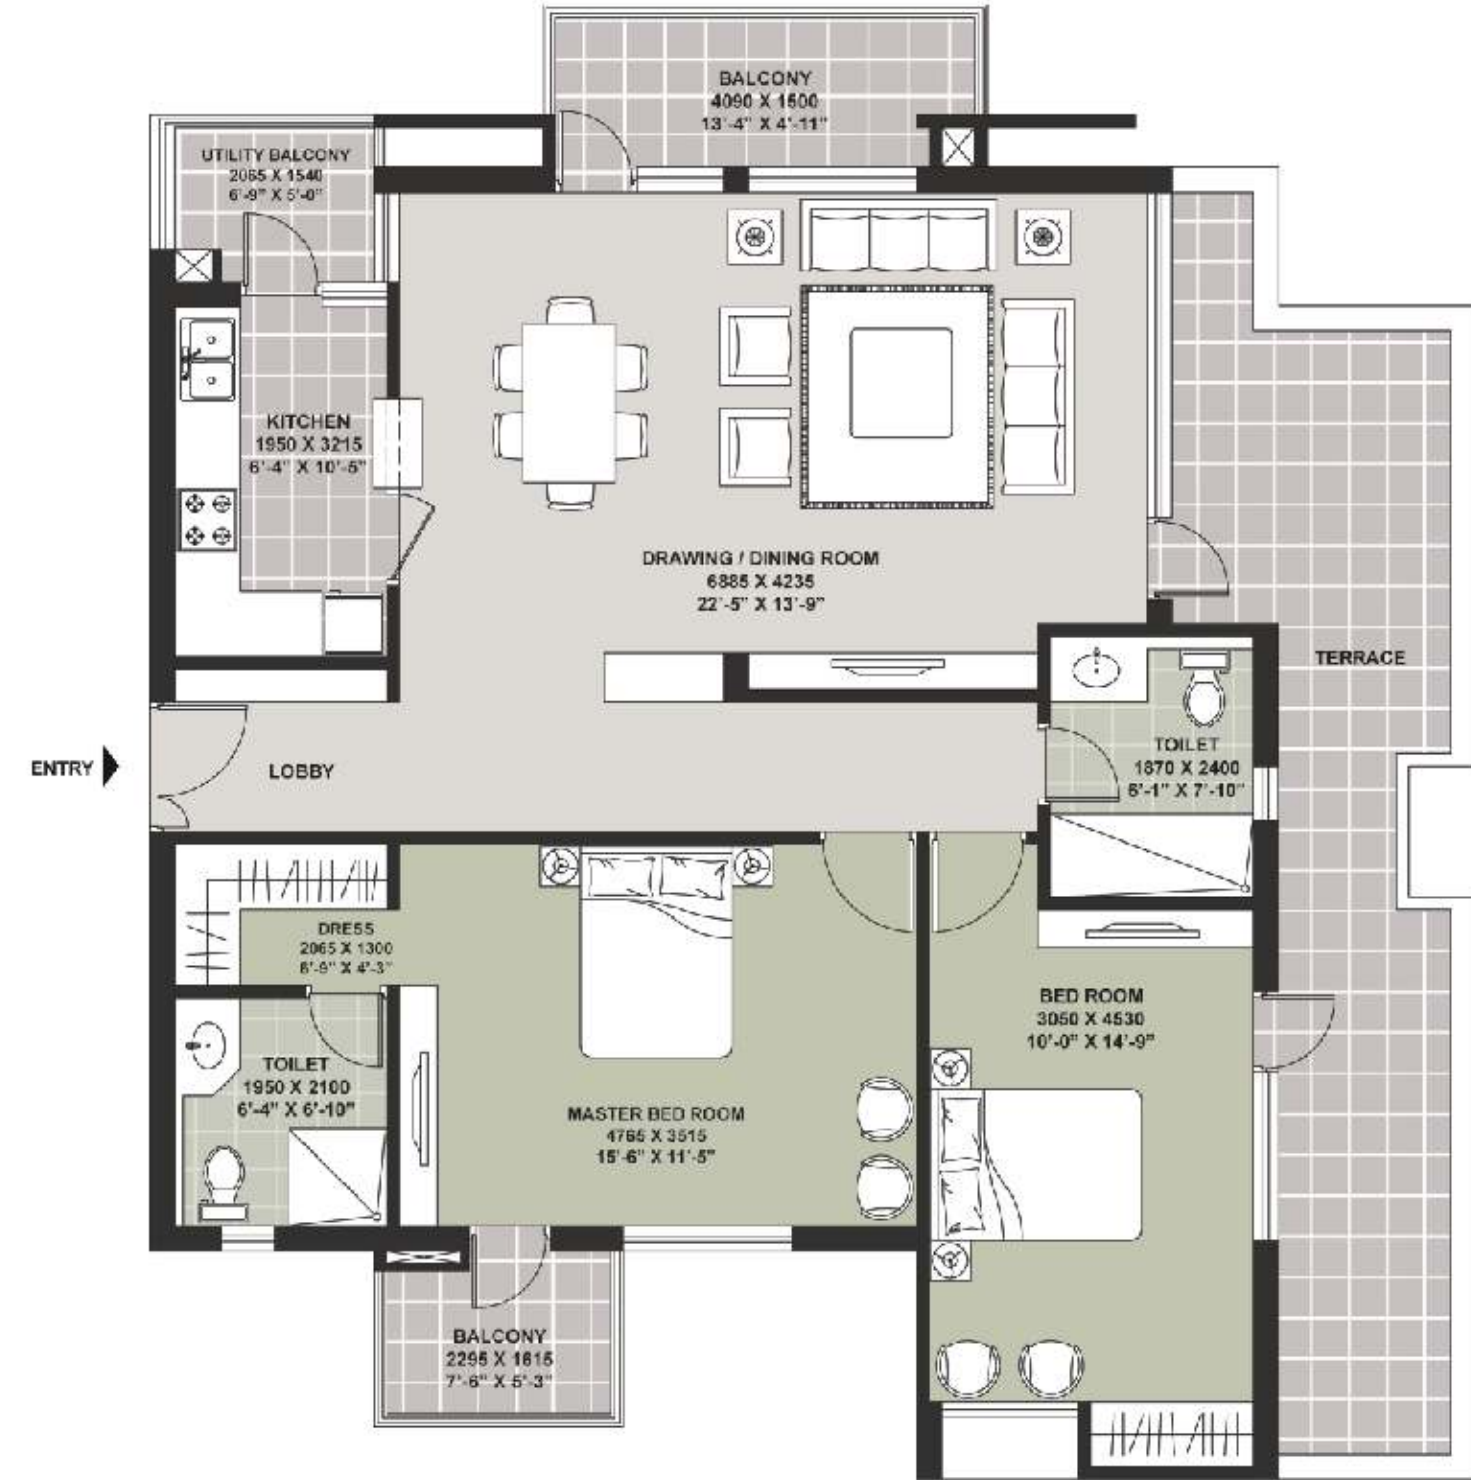 BALCONY
4090 X 1500
13'-4" X 4'-11"
UTILITY BALCONY
2065 X 1540
6'-9" X 5'-0"
KITCHEN
1950 X 3215
6'-4" X 10'-5"
DRAWING / DINING ROOM
6885 X 4235
22'-5" X 13'-9"
TERRACE
TOILET
1870 X 2400
6'-1" X 7'-10"
ENTRY
LOBBY
DRESS
2065 X 1300
6'-9" X 4'-3"
BED ROOM
3050 X 4530
10'-0" X 14'-9"
TOILET
1950 X 2100
6'-4" X 6'-10"
MASTER BED ROOM
4765 X 3515
15'-6" X 11'-5"
BALCONY
2295 X 1615
7'-6" X 5'-3"